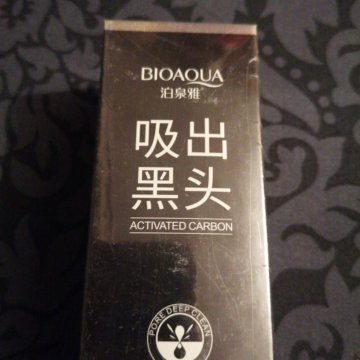 BIOAQUA
泊泉雅
吸出
黑头
ACTIVATED CARBON
PORE DEEP CLEAN